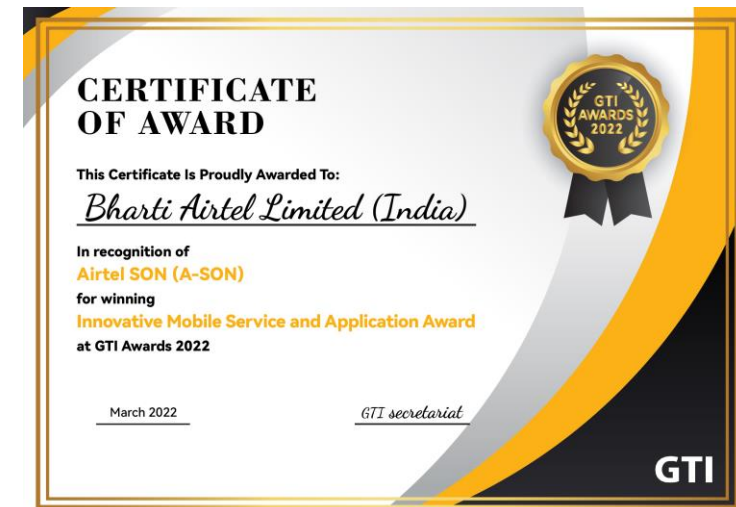 CERTIFICATE
OF AWARD
GTI
AWARDS
2022
This Certificate Is Proudly Awarded To:
Bharti Airtel Limited (India)
In recognition of
Airtel SON (A-SON)
for winning
Innovative Mobile Service and Application Award
at GTI Awards 2022
March 2022
GTI secretariat
GTI